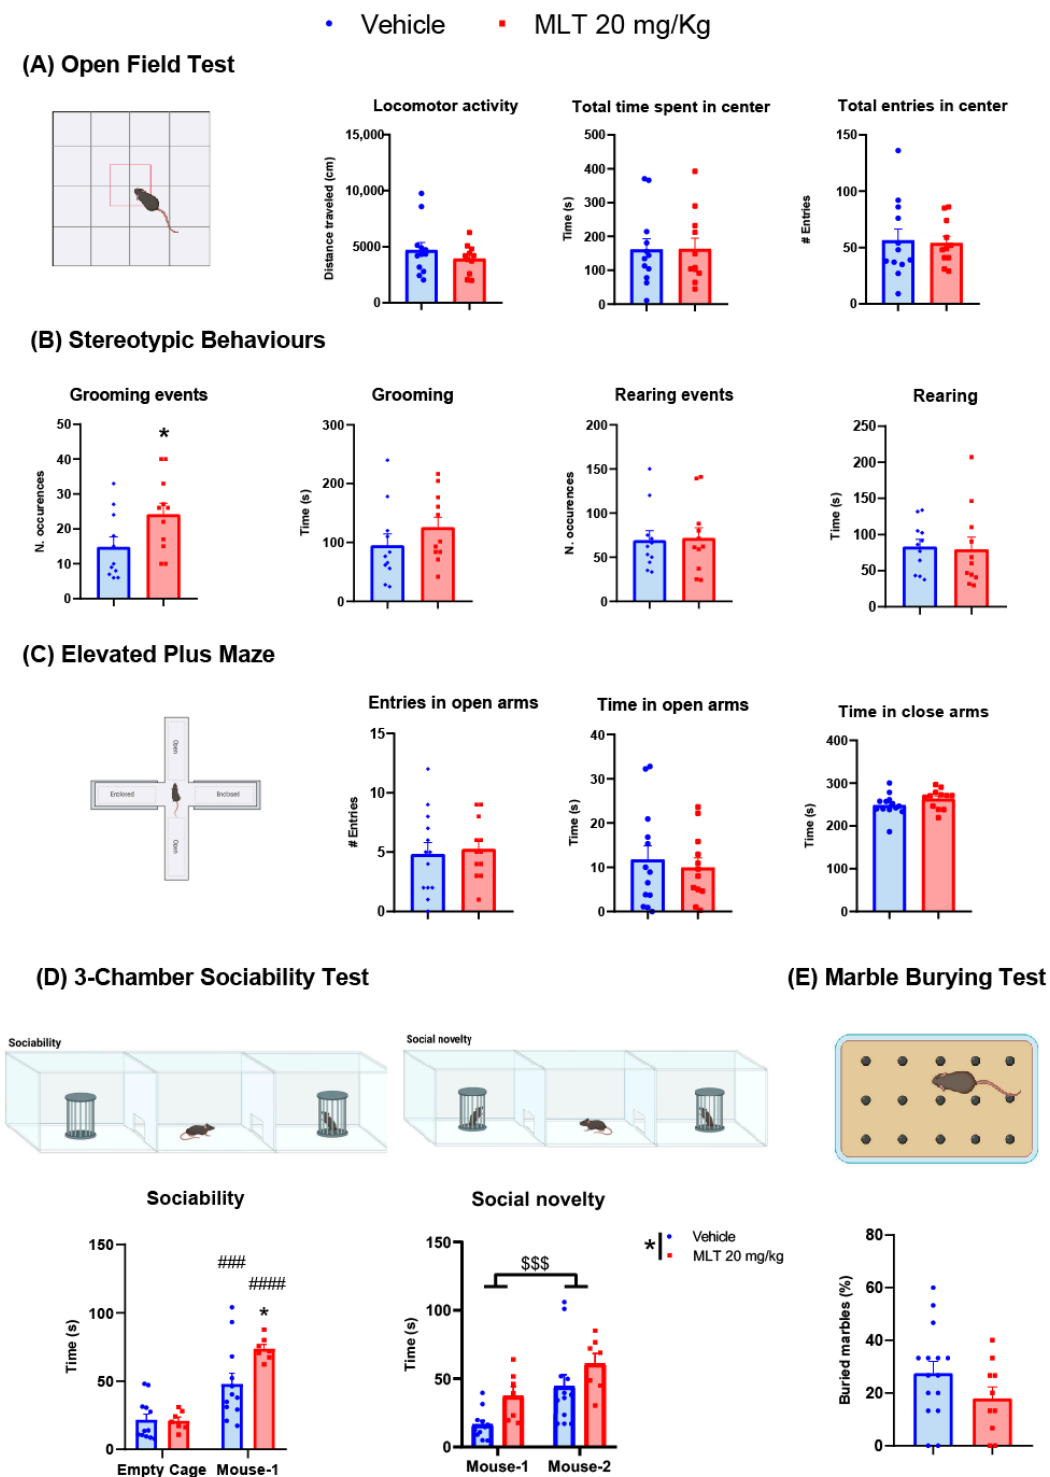 Vehicle MLT 20 mg/Kg
(A) Open Field Test
Locomotor activity
Distance traveled (cm)
15,000
10,000
5000
0
Total time spent in center
Time (s)
500
400
300
200
100
0
Total entries in center
# Entries
150
100
50
0
(B) Stereotypic Behaviours
Grooming events
N. occurences
50
40
30
20
10
0
*
Grooming
Time (s)
300
200
100
0
Rearing events
N. occurences
200
150
100
50
0
Rearing
Time (s)
250
200
150
100
50
0
(C) Elevated Plus Maze
Open
Enclosed
Enclosed
Open
Entries in open arms
# Entries
15
10
5
0
Time in open arms
Time (s)
40
30
20
10
0
Time in close arms
Time (s)
400
300
200
100
0
(D) 3-Chamber Sociability Test
Sociability
Social novelty
Sociability
Time (s)
150
100
50
0
###
####
*
Empty Cage Mouse-1
Social novelty
Time (s)
150
100
50
0
$$$
Mouse-1 Mouse-2
* Vehicle
MLT 20 mg/kg
(E) Marble Burying Test
Buried marbles (%)
80
60
40
20
0